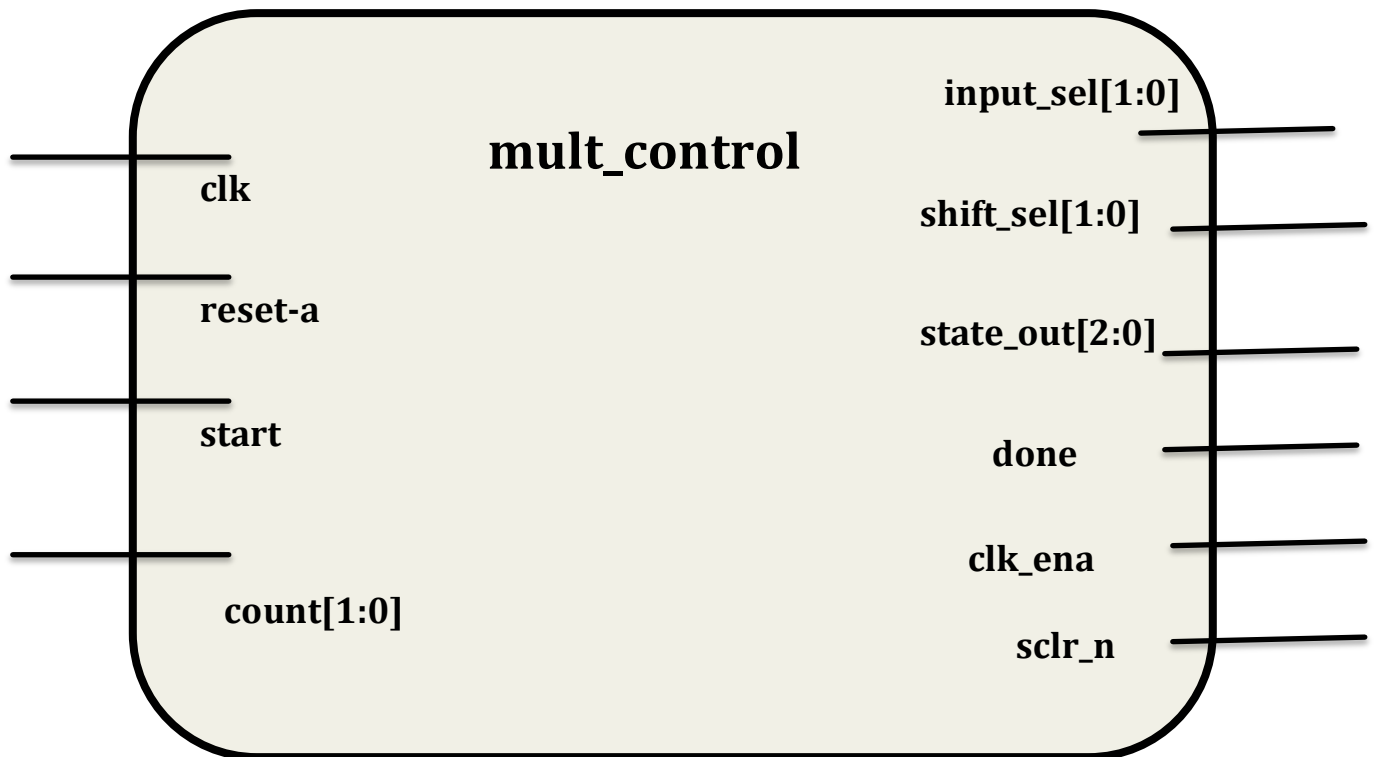 input_sel[1:0]
mult_control
clk
shift_sel[1:0]
reset-a
state_out[2:0]
start
done
clk_ena
count[1:0]
sclr_n